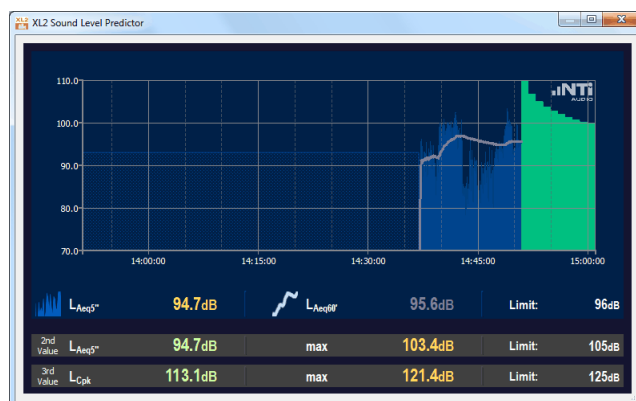 XL2 Sound Level Predictor
110.0
NTi
AUDIO
100.0
90.0
80.0
70.0
14:00:00 14:15:00 14:30:00 14:45:00 15:00:00
LAeq5" 94.7dB LAeq60' 95.6dB Limit: 96dB
2nd Value LAeq5" 94.7dB max 103.4dB Limit: 105dB
3rd Value LCpk 113.1dB max 121.4dB Limit: 125dB